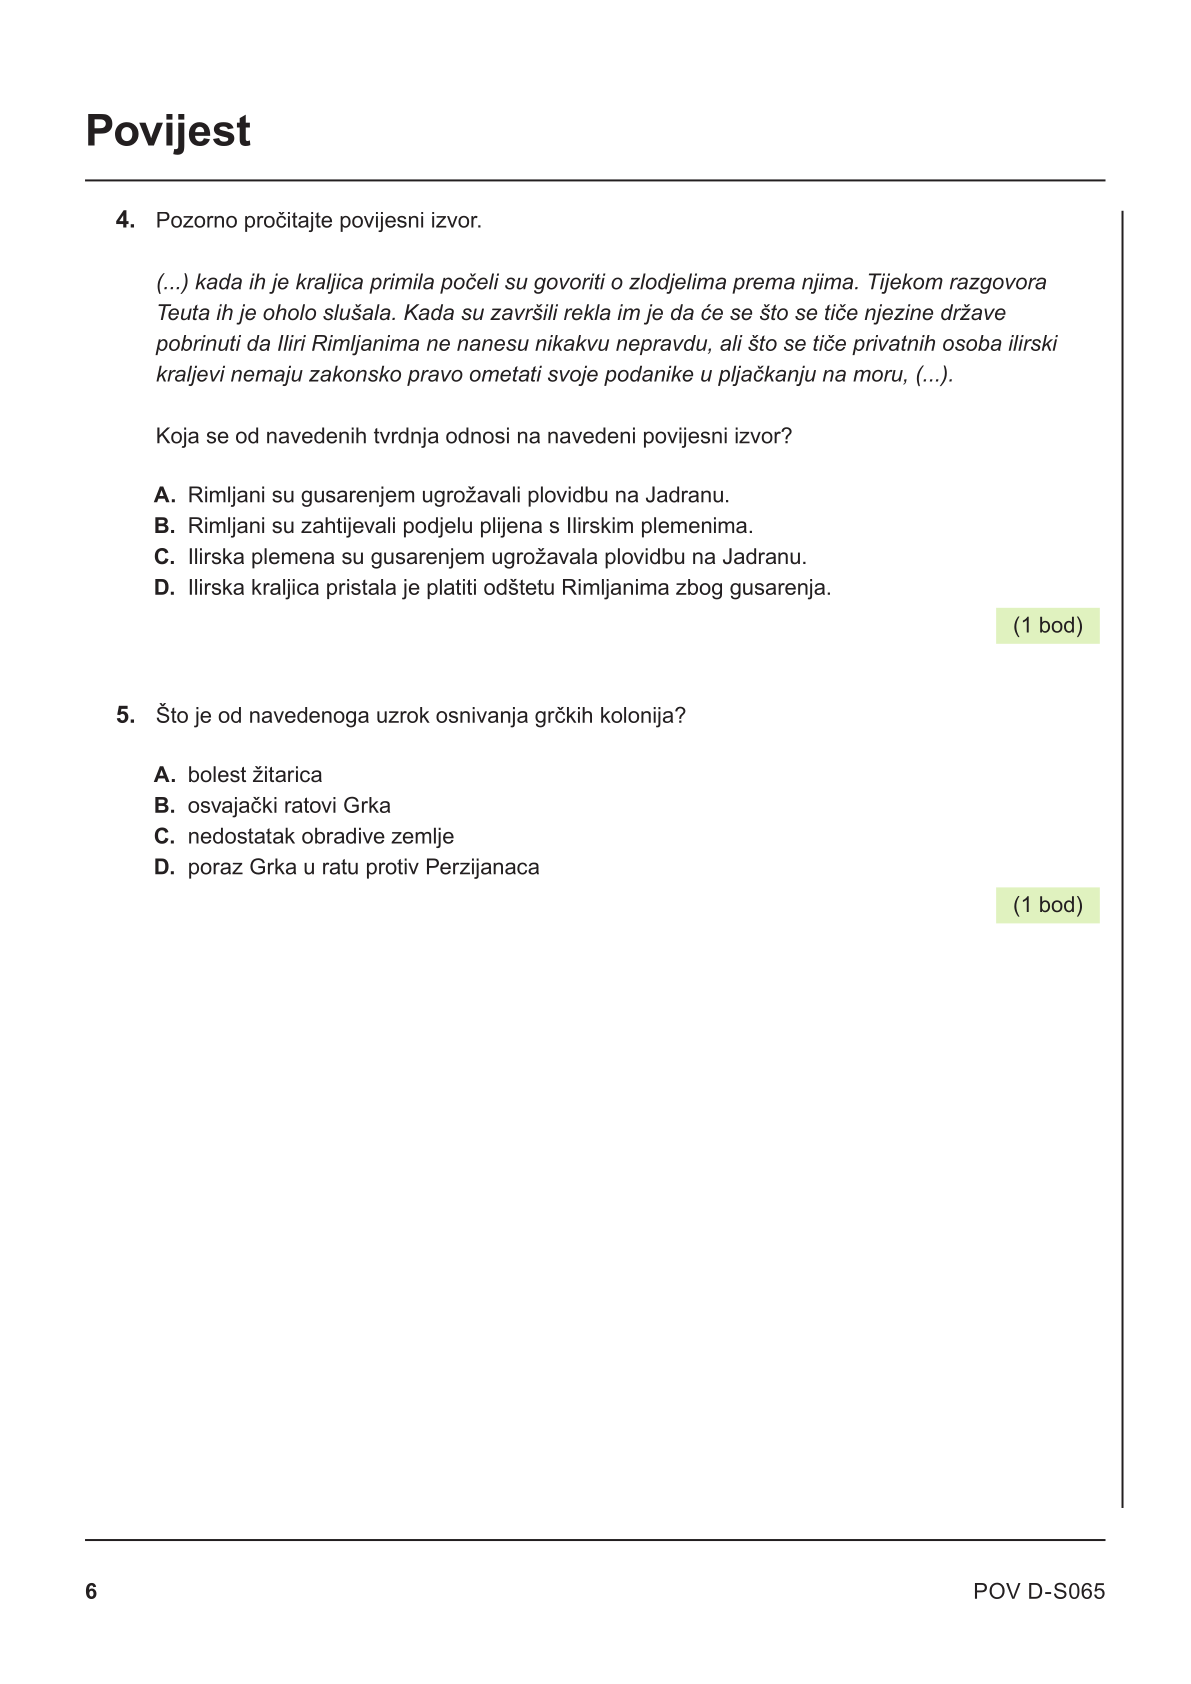 Povijest
4. Pozorno pročitajte povijesni izvor.
(...) kada ih je kraljica primila počeli su govoriti o zlodjelima prema njima. Tijekom razgovora
Teuta ih je oholo slušala. Kada su završili rekla im je da će se što se tiče njezine države
pobrinuti da Iliri Rimljanima ne nanesu nikakvu nepravdu, ali što se tiče privatnih osoba ilirski
kraljevi nemaju zakonsko pravo ometati svoje podanike u pljačkanju na moru, (...).
Koja se od navedenih tvrdnja odnosi na navedeni povijesni izvor?
A. Rimljani su gusarenjem ugrožavali plovidbu na Jadranu.
B. Rimljani su zahtijevali podjelu plijena s Ilirskim plemenima.
C. Ilirska plemena su gusarenjem ugrožavala plovidbu na Jadranu.
D. Ilirska kraljica pristala je platiti odštetu Rimljanima zbog gusarenja.
(1 bod)
5. Što je od navedenoga uzrok osnivanja grčkih kolonija?
A. bolest žitarica
B. osvajački ratovi Grka
C. nedostatak obradive zemlje
D. poraz Grka u ratu protiv Perzijanaca
(1 bod)
6 POV D-S065